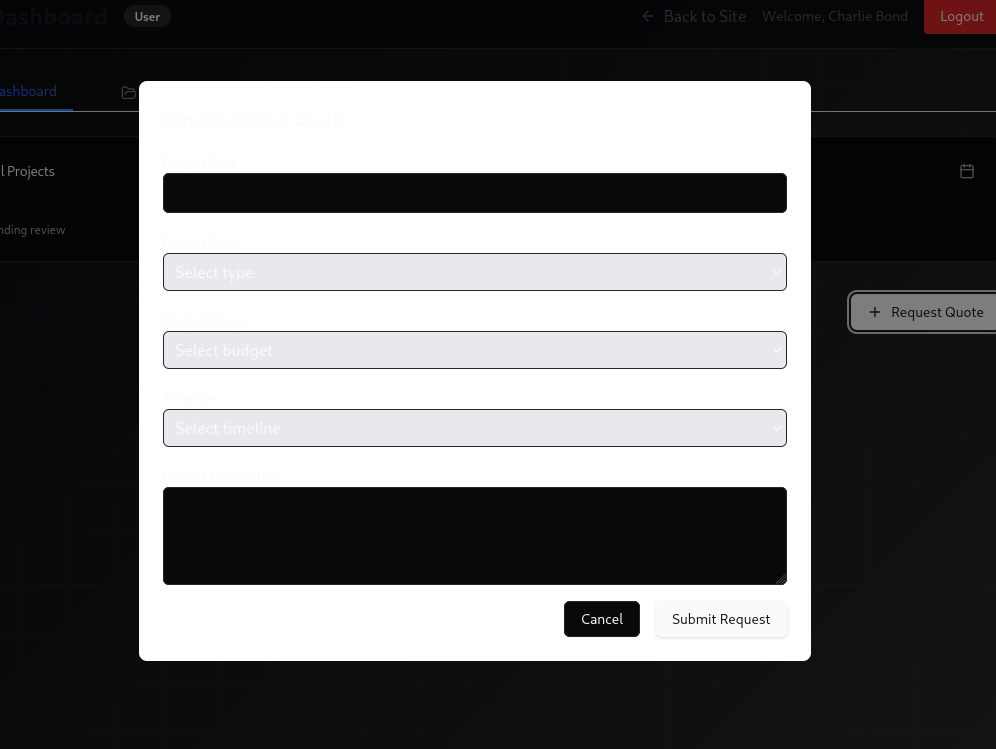 Dashboard
User
Back to Site
Welcome, Charlie Bond
Logout
ashboard
l Projects
nding review
Projects
Request Quote
Request Project Quote
Project Title
Project Type
Select type
Budget Range
Select budget
Timeline
Select timeline
Project Description
Cancel
Submit Request